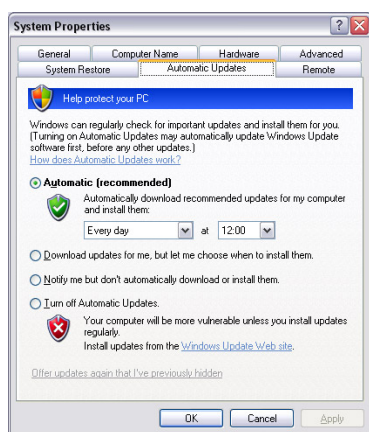 System Properties
General
Computer Name
Hardware
Advanced
System Restore
Automatic Updates
Remote
Help protect your PC
Windows can regularly check for important updates and install them for you.
(Turning on Automatic Updates may automatically update Windows Update
software first, before any other updates.)
How does Automatic Updates work?
Automatic (recommended)
Automatically download recommended updates for my computer
and install them:
Every day at 12:00
Download updates for me, but let me choose when to install them.
Notify me but don't automatically download or install them.
Turn off Automatic Updates.
Your computer will be more vulnerable unless you install updates
regularly.
Install updates from the Windows Update Web site.
Offer updates again that I've previously hidden
OK
Cancel
Apply